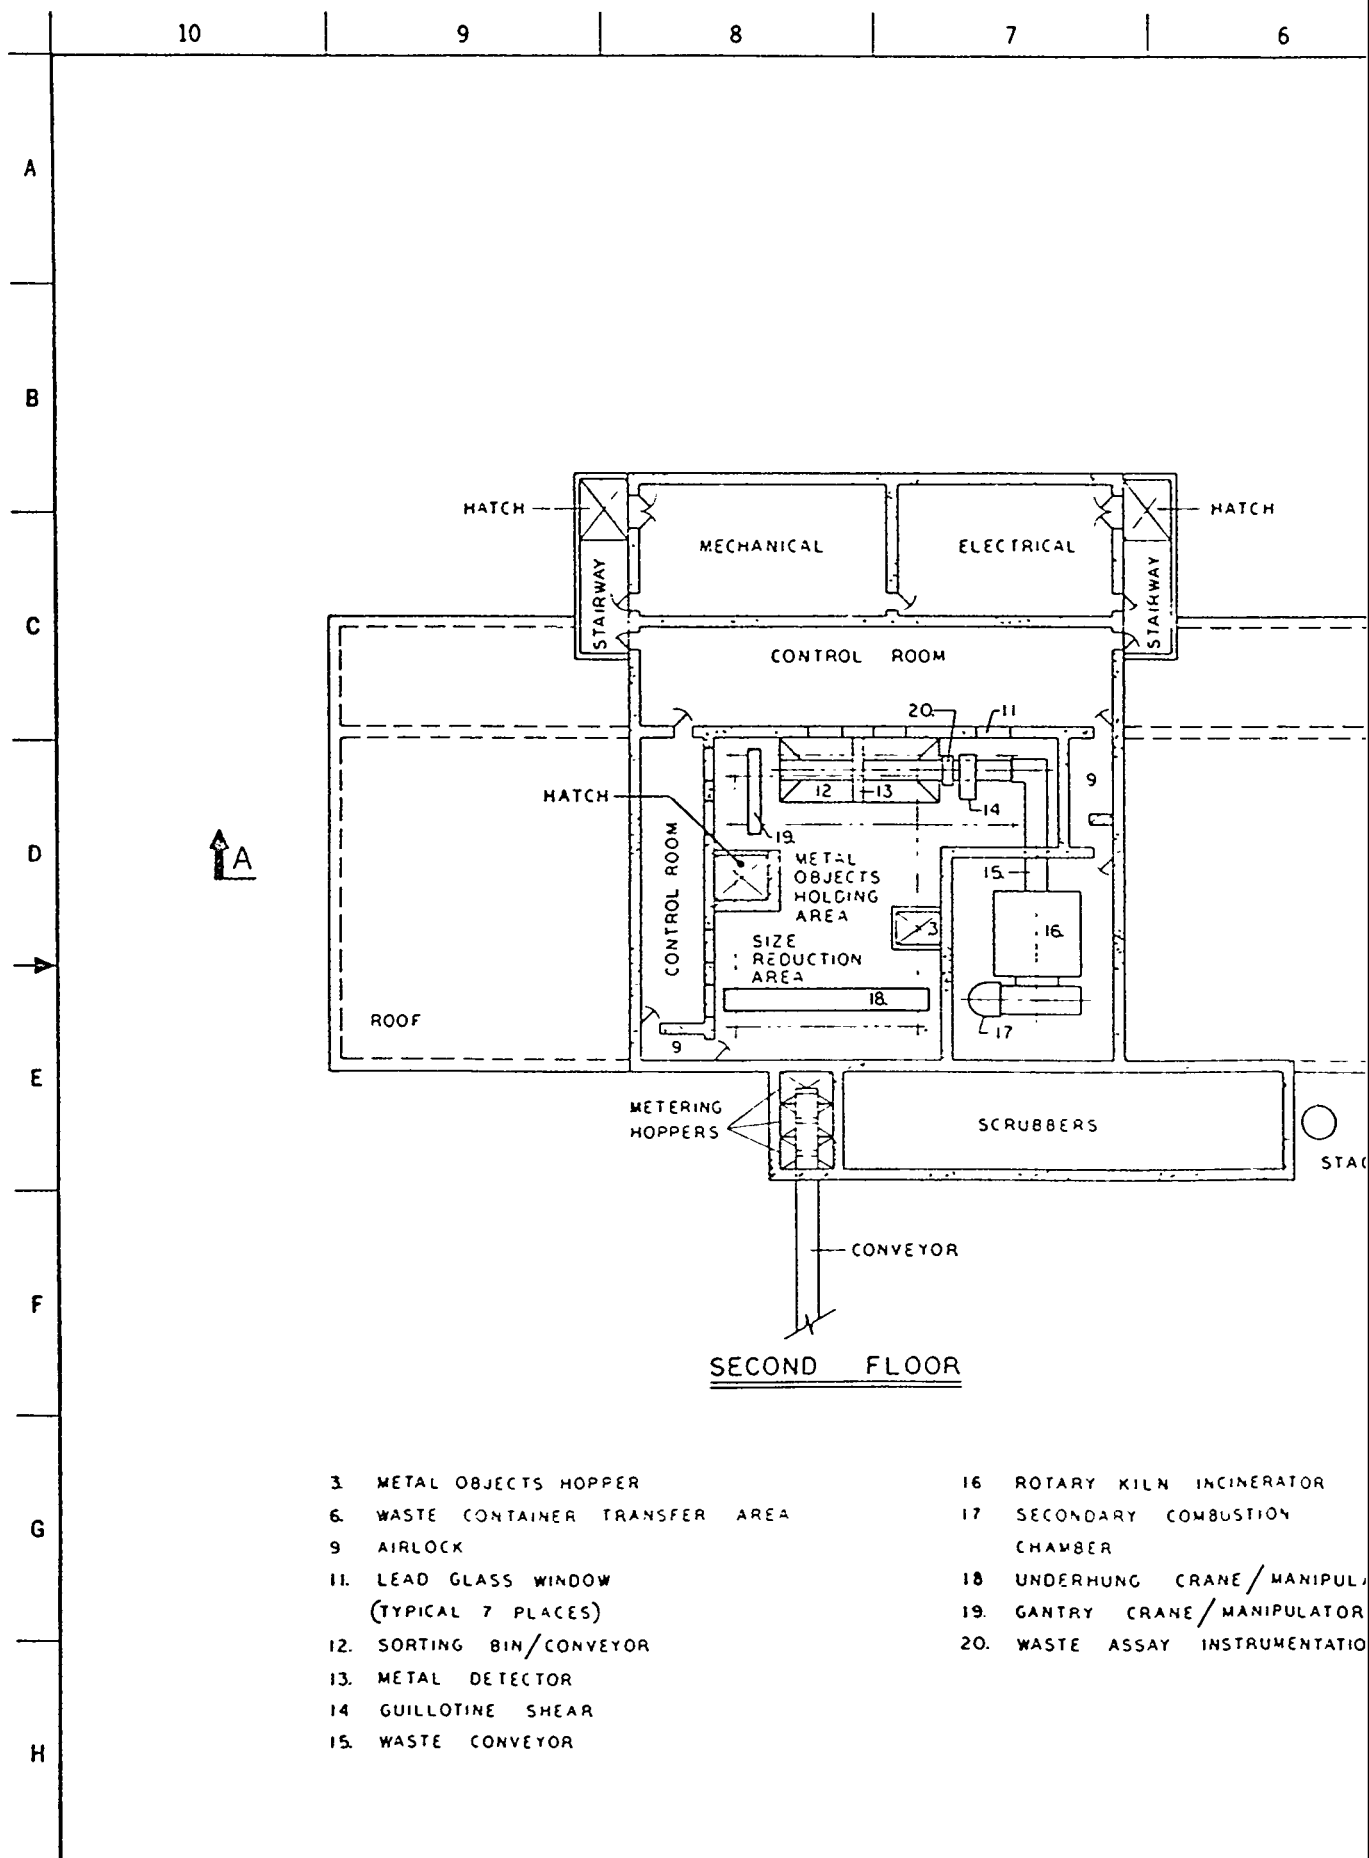 10 9 8 7 6
A
B
HATCH
HATCH
MECHANICAL
ELECTRICAL
STAIRWAY
STAIRWAY
C
CONTROL ROOM
20.
11
HATCH
12
13
14
9
19.
D
A
CONTROL ROOM
METAL
OBJECTS
HOLDING
AREA
15.
3
16.
SIZE
REDUCTION
AREA
18.
ROOF
17
9
E
METERING
HOPPERS
SCRUBBERS
CONVEYOR
F
SECOND FLOOR
3. METAL OBJECTS HOPPER
6. WASTE CONTAINER TRANSFER AREA
9 AIRLOCK
11. LEAD GLASS WINDOW
(TYPICAL 7 PLACES)
12. SORTING BIN/CONVEYOR
13. METAL DETECTOR
14 GUILLOTINE SHEAR
15. WASTE CONVEYOR
16 ROTARY KILN INCINERATOR
17 SECONDARY COMBUSTION
CHAMBER
18 UNDERHUNG CRANE/
19. GANTRY CRANE/MANIPULATOR
20. WASTE ASSAY
G
H